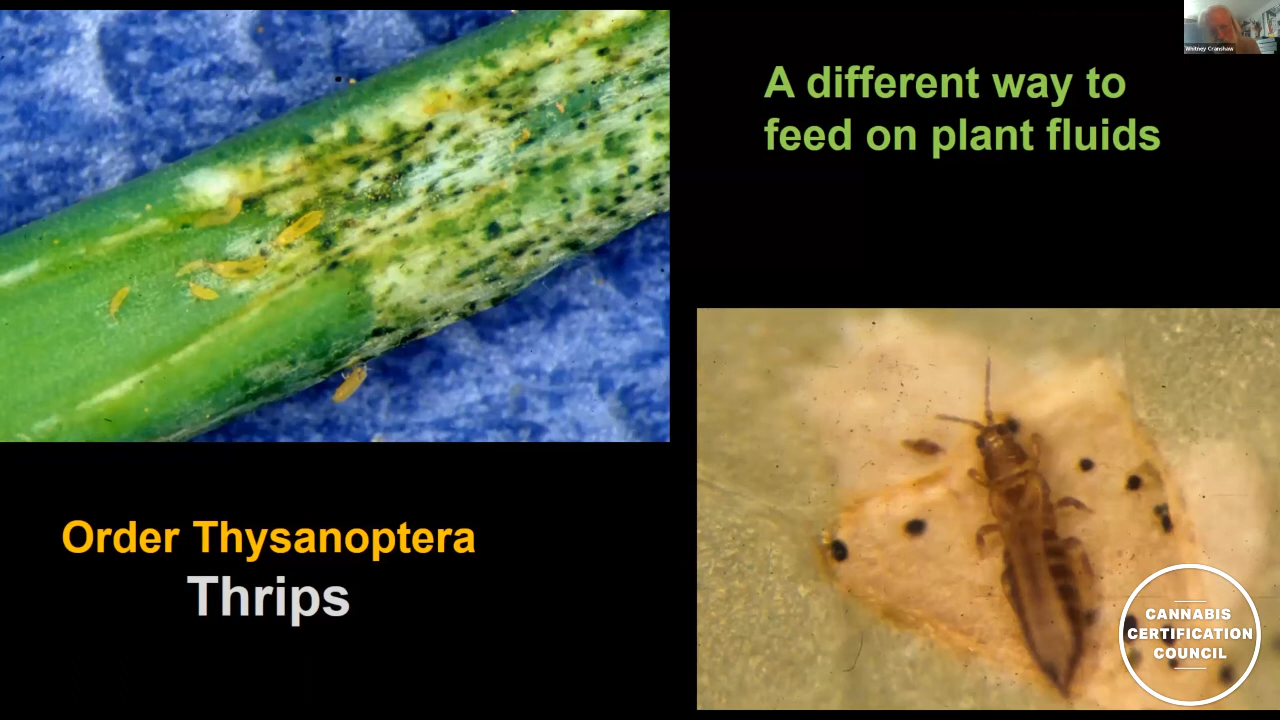 Whitney Cranshaw
A different way to
feed on plant fluids
Order Thysanoptera
Thrips
CANNABIS
CERTIFICATION
COUNCIL